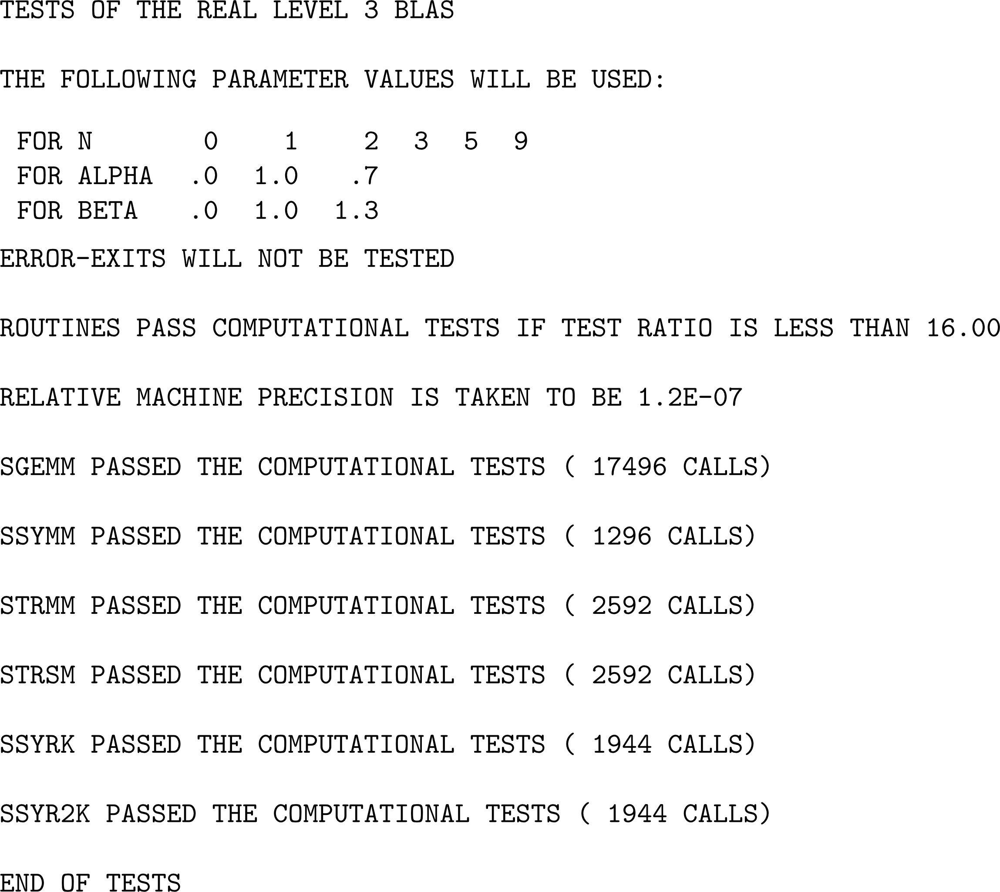 TESTS OF THE REAL LEVEL 3 BLAS
THE FOLLOWING PARAMETER VALUES WILL BE USED:
FOR N 0 1 2 3 5 9
FOR ALPHA .0 1.0 .7
FOR BETA .0 1.0 1.3
ERROR-EXITS WILL NOT BE TESTED
ROUTINES PASS COMPUTATIONAL TESTS IF TEST RATIO IS LESS THAN 16.00
RELATIVE MACHINE PRECISION IS TAKEN TO BE 1.2E-07
SGEMM PASSED THE COMPUTATIONAL TESTS ( 17496 CALLS)
SSYMM PASSED THE COMPUTATIONAL TESTS ( 1296 CALLS)
STRMM PASSED THE COMPUTATIONAL TESTS ( 2592 CALLS)
STRSM PASSED THE COMPUTATIONAL TESTS ( 2592 CALLS)
SSYRK PASSED THE COMPUTATIONAL TESTS ( 1944 CALLS)
SSYR2K PASSED THE COMPUTATIONAL TESTS ( 1944 CALLS)
END OF TESTS